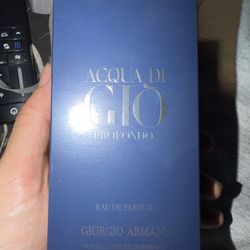 ACQUA DI
GIÒ
PROFONDO
EAU DE PARFUM
GIORGIO ARMANI